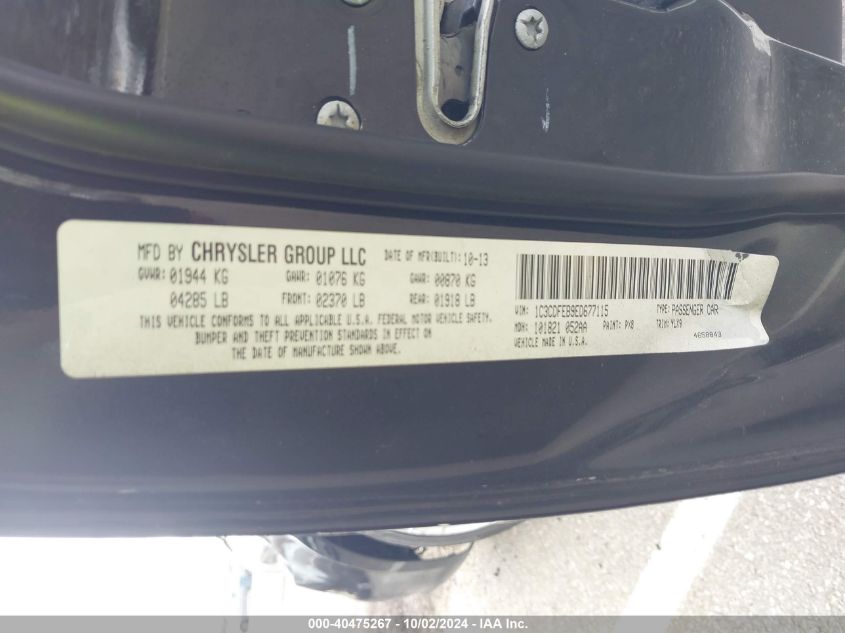 MFD BY CHRYSLER GROUP LLC DATE OF MFR(BUILT): 10-13
GVWR: 01944 KG GAWR: 01076 KG GAWR: 00870 KG
04285 LB FRONT: 02370 LB REAR: 01918 LB
THIS VEHICLE CONFORMS TO ALL APPLICABLE U.S.A. FEDERAL MOTOR VEHICLE SAFETY,
BUMPER AND THEFT PREVENTION STANDARDS IN EFFECT ON
THE DATE OF MANUFACTURE SHOWN ABOVE.
VIN: 1C3CDFEB9ED677115 TYPE: PASSENGER CAR
MDH: 101821 052AA PAINT: PX8 TRIM: YLX9
VEHICLE MADE IN U.S.A. 4658843
000-40475267 - 10/02/2024 - IAA Inc.